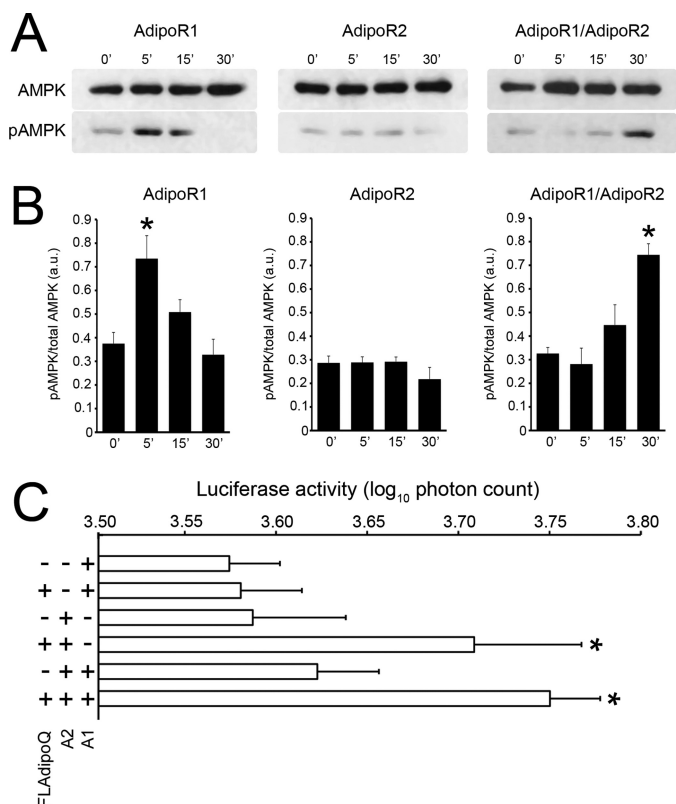 A
AdipoR1 AdipoR2 AdipoR1/AdipoR2
0' 5' 15' 30' 0' 5' 15' 30' 0' 5' 15' 30'
AMPK
pAMPK
B
AdipoR1 AdipoR2 AdipoR1/AdipoR2
pAMPK/total AMPK (a.u.)
0.9
0.8
0.7
0.6
0.5
0.4
0.3
0.2
0.1
0
*
0' 5' 15' 30'
pAMPK/total AMPK (a.u.)
0.9
0.8
0.7
0.6
0.5
0.4
0.3
0.2
0.4
0
0' 5' 15' 30'
pAMPK/total AMPK (a.u.)
0.9
0.8
0.7
0.6
0.5
0.4
0.3
0.2
0.4
0
*
0' 5' 15' 30'
C
Luciferase activity (log10 photon count)
3.50 3.55 3.60 3.65 3.70 3.75 3.80
- - +
+ - +
- + -
+ + - *
- + +
+ + + *
FLAdipoQ
A2
A1